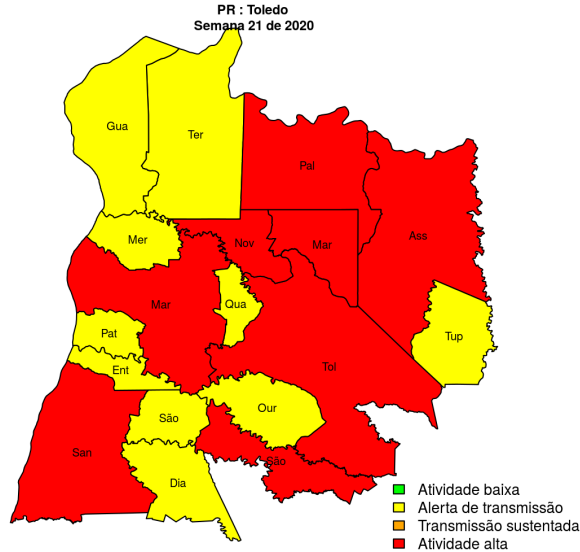 PR : Toledo
Semana 21 de 2020
Gua
Ter
Pal
Mer
Nov
Mar
Ass
Mar
Qua
Pat
Tup
Ent
Tol
São
Our
San
São
Dia
Atividade baixa
Alerta de transmissão
Transmissão sustentada
Atividade alta